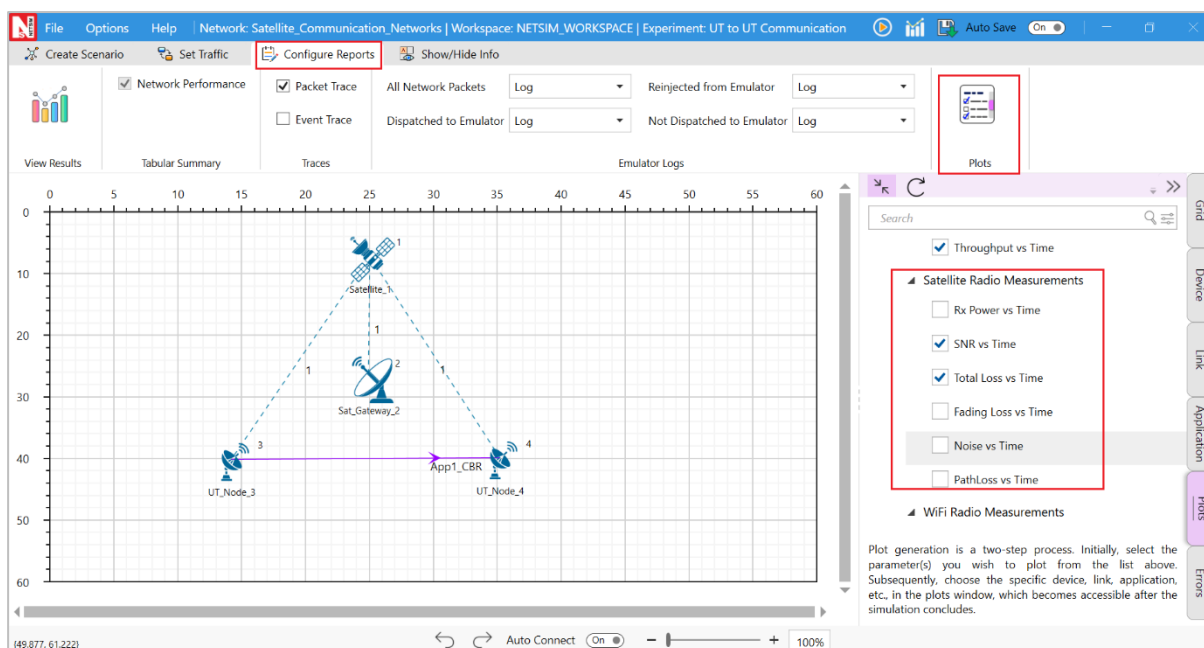 File Options Help Network: Satellite_Communication_Networks | Workspace: NETSIM_WORKSPACE | Experiment: UT to UT Communication Auto Save On
Create Scenario Set Traffic Configure Reports Show/Hide Info
Network Performance Packet Trace All Network Packets Log Reinjected from Emulator Log
Event Trace Dispatched to Emulator Log Not Dispatched to Emulator Log
View Results Tabular Summary Traces Emulator Logs Plots
0 5 10 15 20 25 30 35 40 45 50 55 60
0
10
20
30
40
50
60
1
Satellite_1
1
1
1
2
Sat_Gateway_2
3
4
App1_CBR
UT_Node_3
UT_Node_4
Search
Throughput vs Time
Satellite Radio Measurements
Rx Power vs Time
SNR vs Time
Total Loss vs Time
Fading Loss vs Time
Noise vs Time
PathLoss vs Time
WiFi Radio Measurements
Plot generation is a two-step process. Initially, select the
parameter(s) you wish to plot from the list above.
Subsequently, choose the specific device, link, application,
etc., in the plots window, which becomes accessible after the
simulation concludes.
Grid
Device
Link
Application
Plots
Errors
(49.877, 61.222) Auto Connect On 100%